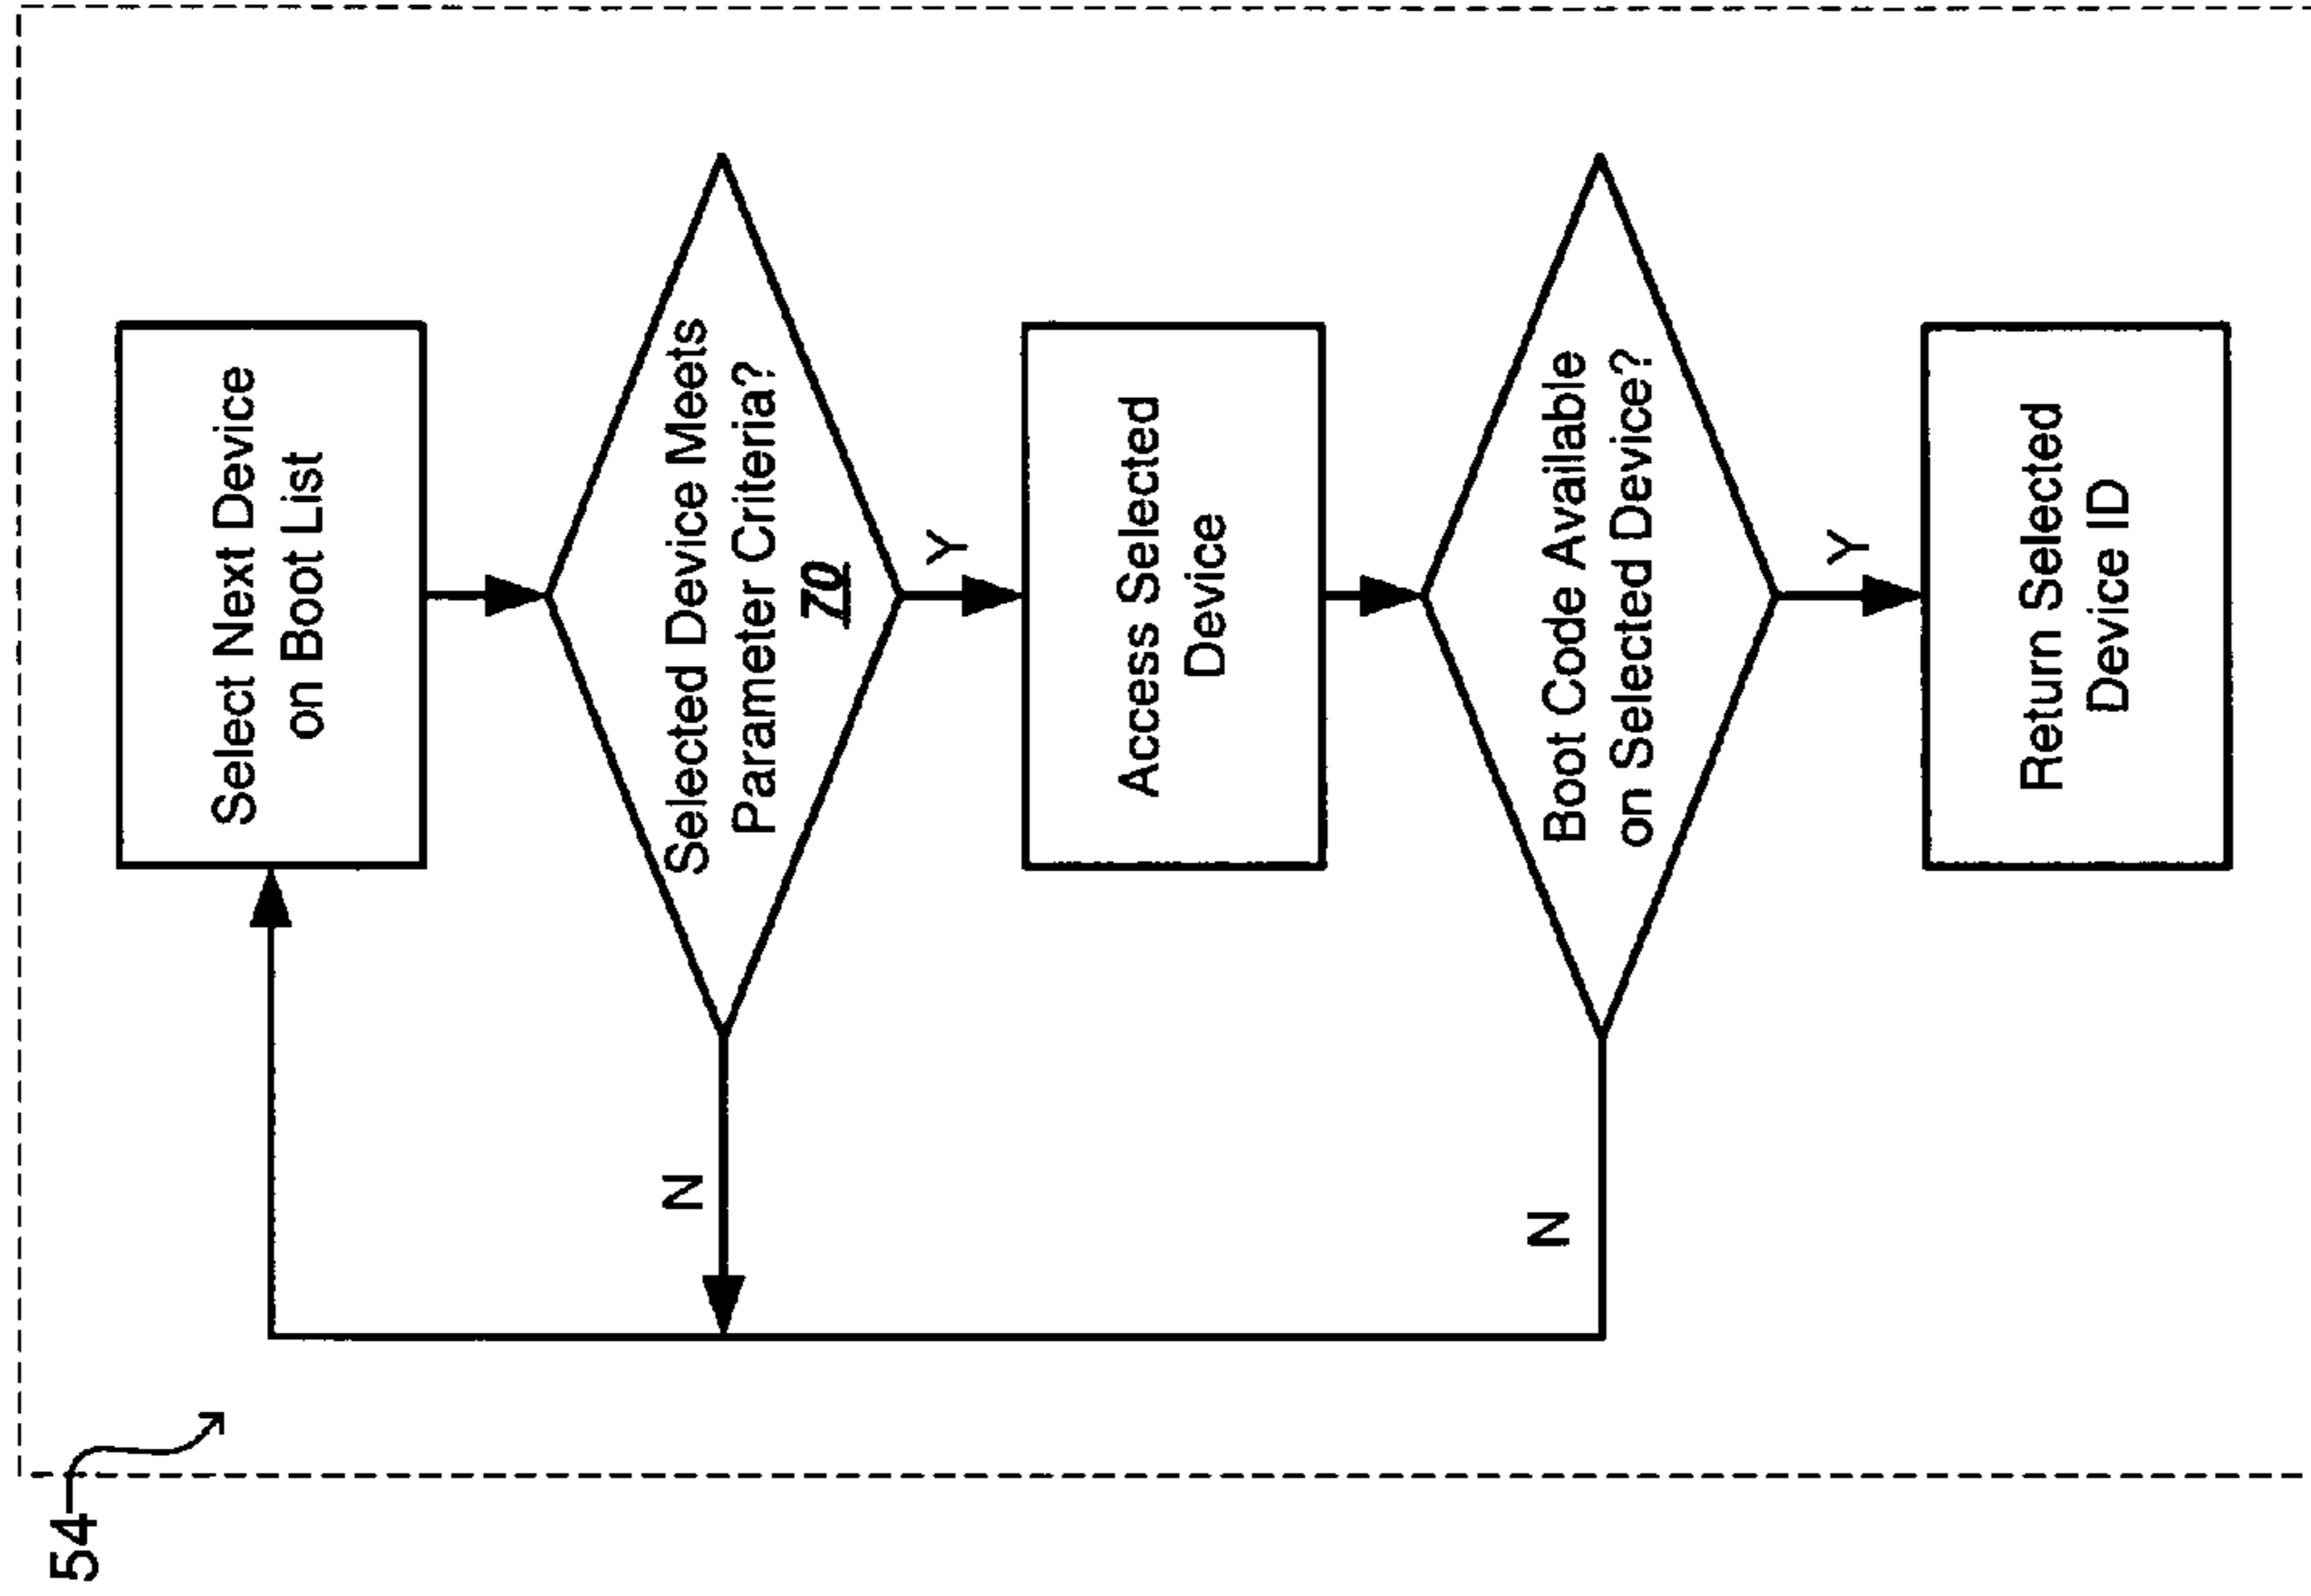 54
Select Next Device
on Boot List
Selected Device Meets
Parameter Criteria?
70
N
Y
Access Selected
Device
Boot Code Available
on Selected Device?
N
Y
Return Selected
Device ID